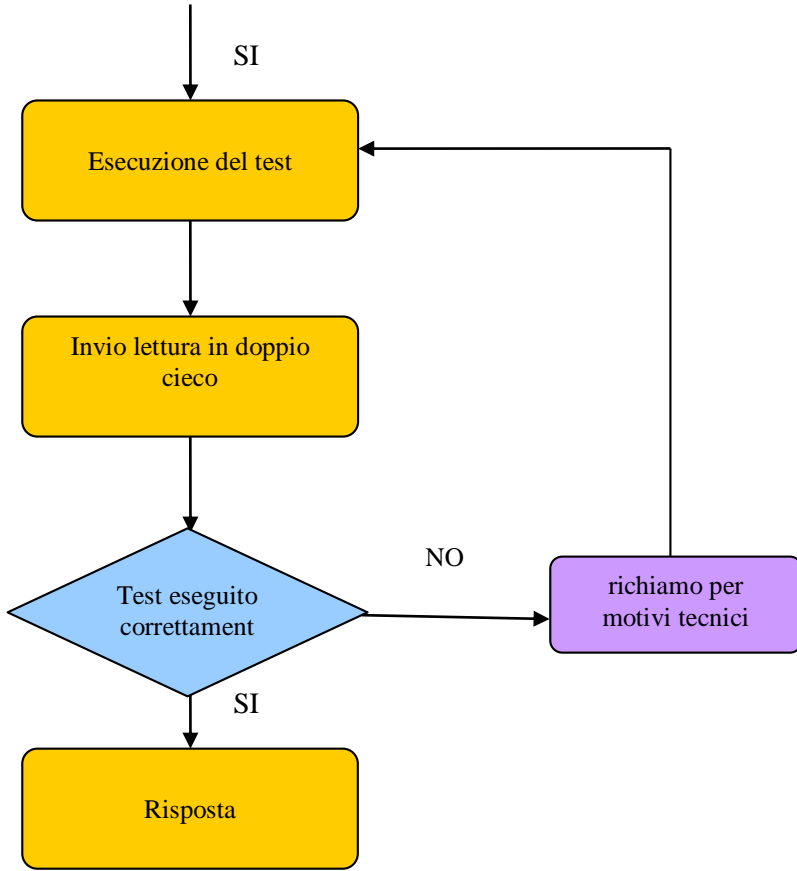 SI
Esecuzione del test
Invio lettura in doppio
cieco
Test eseguito
correttament
NO
richiamo per
motivi tecnici
SI
Risposta